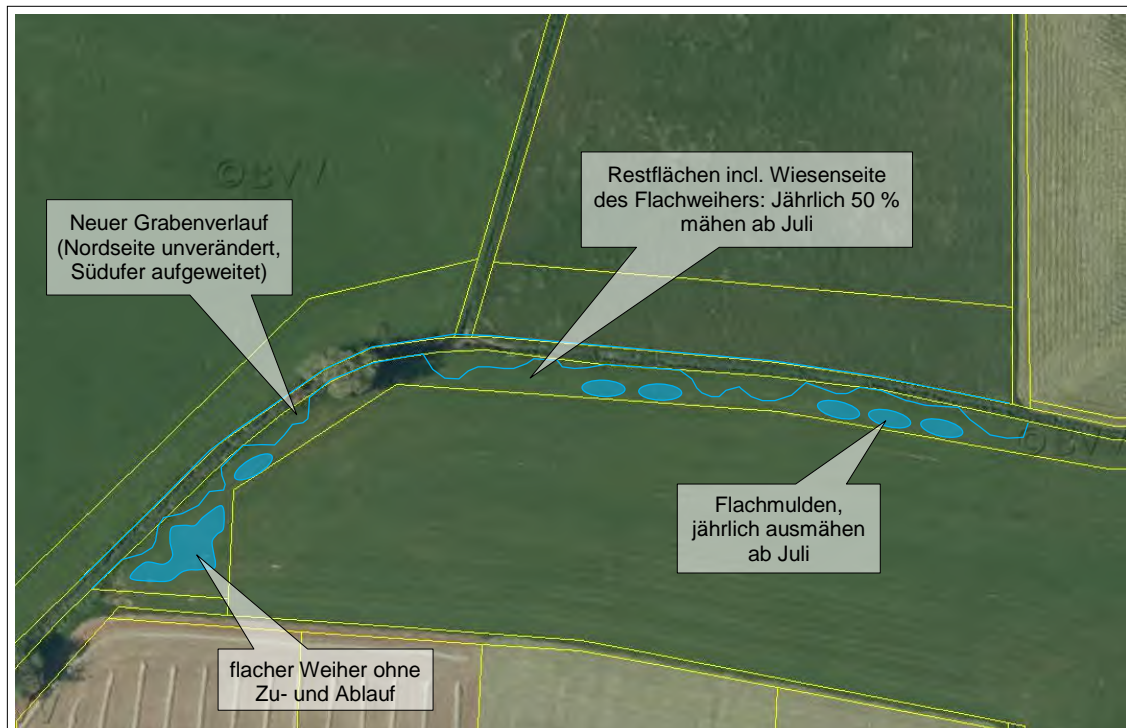 ©BVV
Restflächen incl. Wiesenseite
des Flachweihers: Jährlich 50 %
mähen ab Juli
Neuer Grabenverlauf
(Nordseite unverändert,
Südufer aufgeweitet)
©BVV
Flachmulden,
jährlich ausmähen
ab Juli
flacher Weiher ohne
Zu- und Ablauf